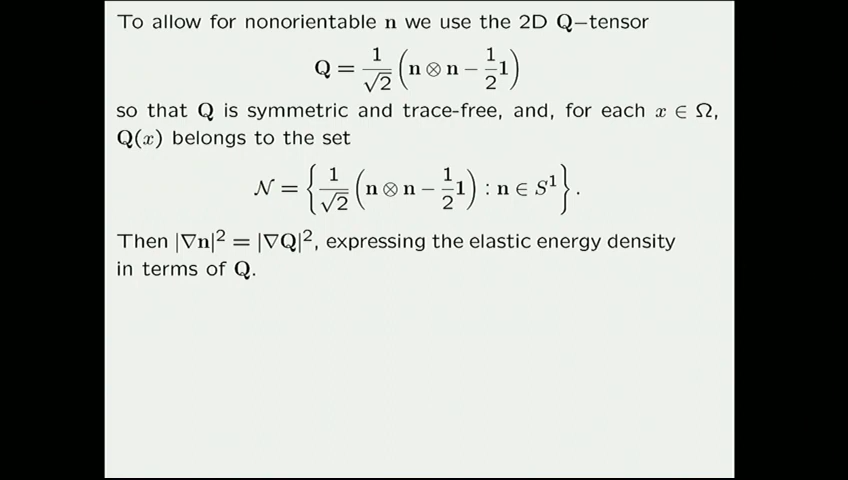 To allow for nonorientable n we use the 2D Q−tensor
Q = 1/√2 (n ⊗ n − 1/2 1)
so that Q is symmetric and trace-free, and, for each x ∈ Ω,
Q(x) belongs to the set
𝒩 = { 1/√2 (n ⊗ n − 1/2 1) : n ∈ S¹ } .
Then |∇n|² = |∇Q|², expressing the elastic energy density
in terms of Q.